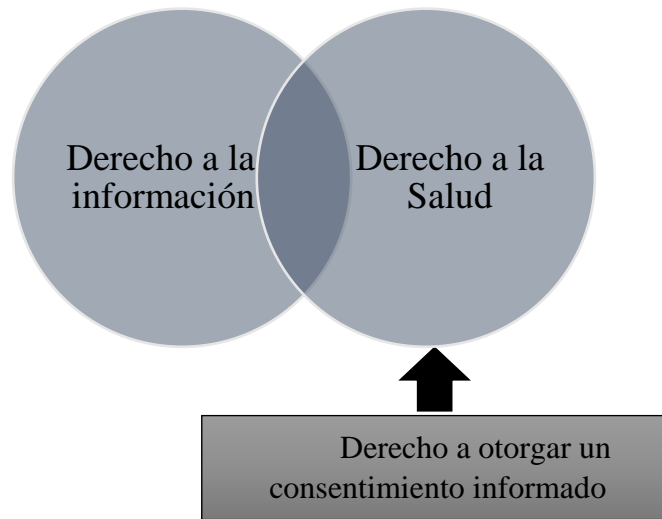 Derecho a la
información
Derecho a la
Salud
Derecho a otorgar un
consentimiento informado